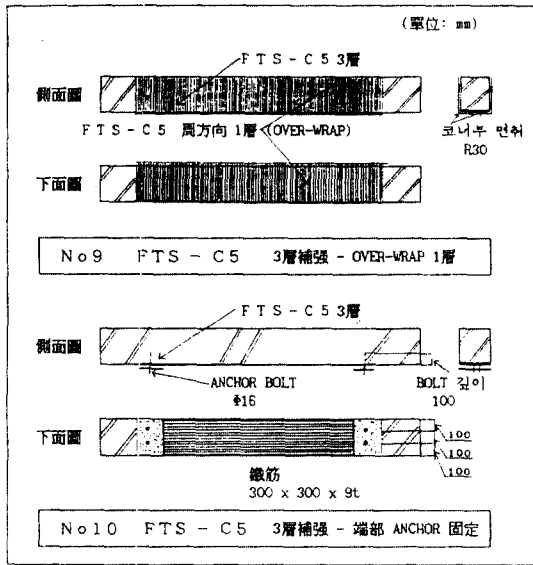 (單位: mm)
FTS-C5 3層
側面圖
FTS-C5 周方向 1層 (OVER-WRAP)
코너부 면취
R30
下面圖
No9 FTS-C5 3層補强 - OVER-WRAP 1層
FTS-C5 3層
側面圖
ANCHOR BOLT
Φ16
BOLT 깊이
100
下面圖
100
100
100
鐵筋
300 x 300 x 9t
No10 FTS-C5 3層補强 - 端部 ANCHOR 固定